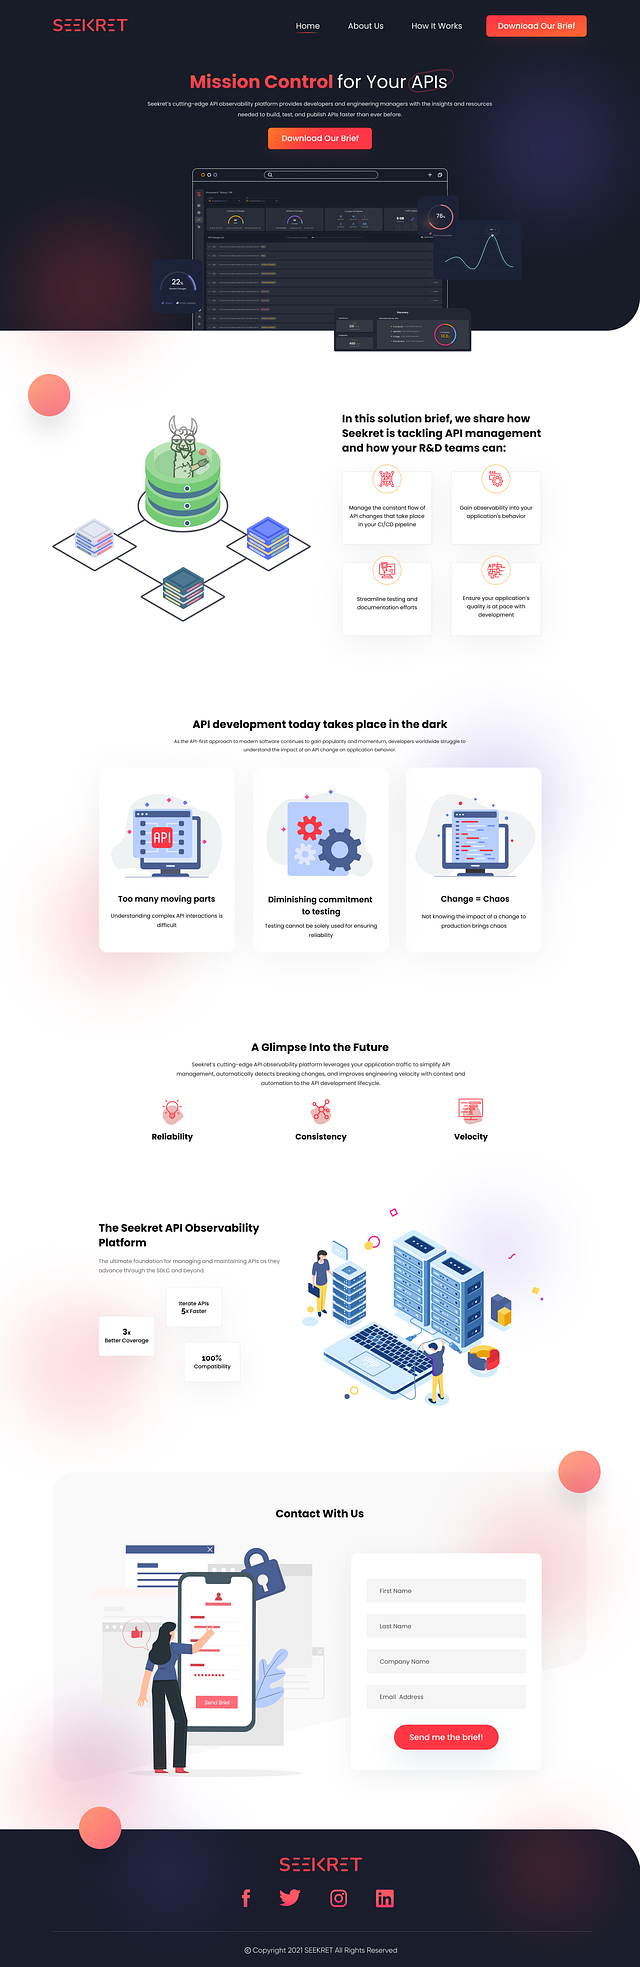 SEEKRET
Home
About Us
How It Works
Download Our Brief
Mission Control for Your APIs
Seekret's cutting-edge API observability platform provides developers and engineering managers with the insights and resources
needed to build, test, and publish APIs faster than ever before.
Download Our Brief
76%
22%
Discovery
In this solution brief, we share how
Seekret is tackling API management
and how your R&D teams can:
Manage the constant flow of
API changes that take place
in your CI/CD pipeline
Gain observability into your
application's behavior
Streamline testing and
documentation efforts
Ensure your application's
quality is at pace with
development
API development today takes place in the dark
As the API-first approach to modern software continues to gain popularity and momentum, developers worldwide struggle to
understand the impact of an API change on application behavior.
API
Too many moving parts
Understanding complex API interactions is
difficult
Diminishing commitment
to testing
Testing cannot be solely used for ensuring
reliability
Change = Chaos
Not knowing the impact of a change to
production brings chaos
A Glimpse Into the Future
Seekret's cutting-edge API observability platform leverages your application traffic to simplify API
management, automatically detects breaking changes, and improves engineering velocity with context and
automation to the API development lifecycle.
Reliability
Consistency
Velocity
The Seekret API Observability
Platform
The ultimate foundation for managing and maintaining APIs as they
advance through the SDLC and beyond.
Iterate APIs
5x Faster
3x
Better Coverage
100%
Compatibility
Contact With Us
Send Brief
First Name
Last Name
Company Name
Email Address
Send me the brief!
SEEKRET
© Copyright 2021 SEEKRET All Rights Reserved